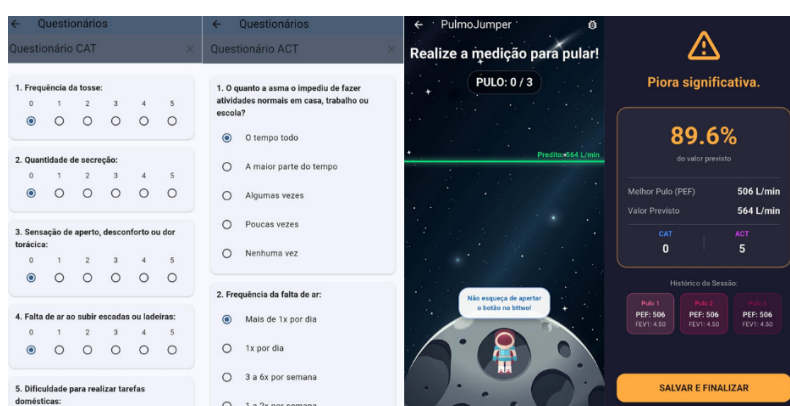 Questionários
Questionário CAT
1. Frequência da tosse:
0 1 2 3 4 5
2. Quantidade de secreção:
0 1 2 3 4 5
3. Sensação de aperto, desconforto ou dor
torácica:
0 1 2 3 4 5
4. Falta de ar ao subir escadas ou ladeiras:
0 1 2 3 4 5
5. Dificuldade para realizar tarefas
domésticas:
Questionários
Questionário ACT
1. O quanto a asma o impediu de fazer
atividades normais em casa, trabalho ou
escola?
O tempo todo
A maior parte do tempo
Algumas vezes
Poucas vezes
Nenhuma vez
2. Frequência da falta de ar:
Mais de 1x por dia
1x por dia
3 a 6x por semana
1 a 2x por semana
PulmoJumper
Realize a medição para pular!
PULO: 0 / 3
Predito: 564 L/min
Não esqueça de apertar
o botão no bttwo!
Piora significativa.
89.6%
do valor previsto
Melhor Pulo (PEF) 506 L/min
Valor Previsto 564 L/min
CAT ACT
0 5
Histórico da Sessão:
Pulo 1 Pulo 2 Pulo 3
PEF: 506 PEF: 506 PEF: 506
FEV1: 4.50 FEV1: 4.50 FEV1: 4.50
SALVAR E FINALIZAR